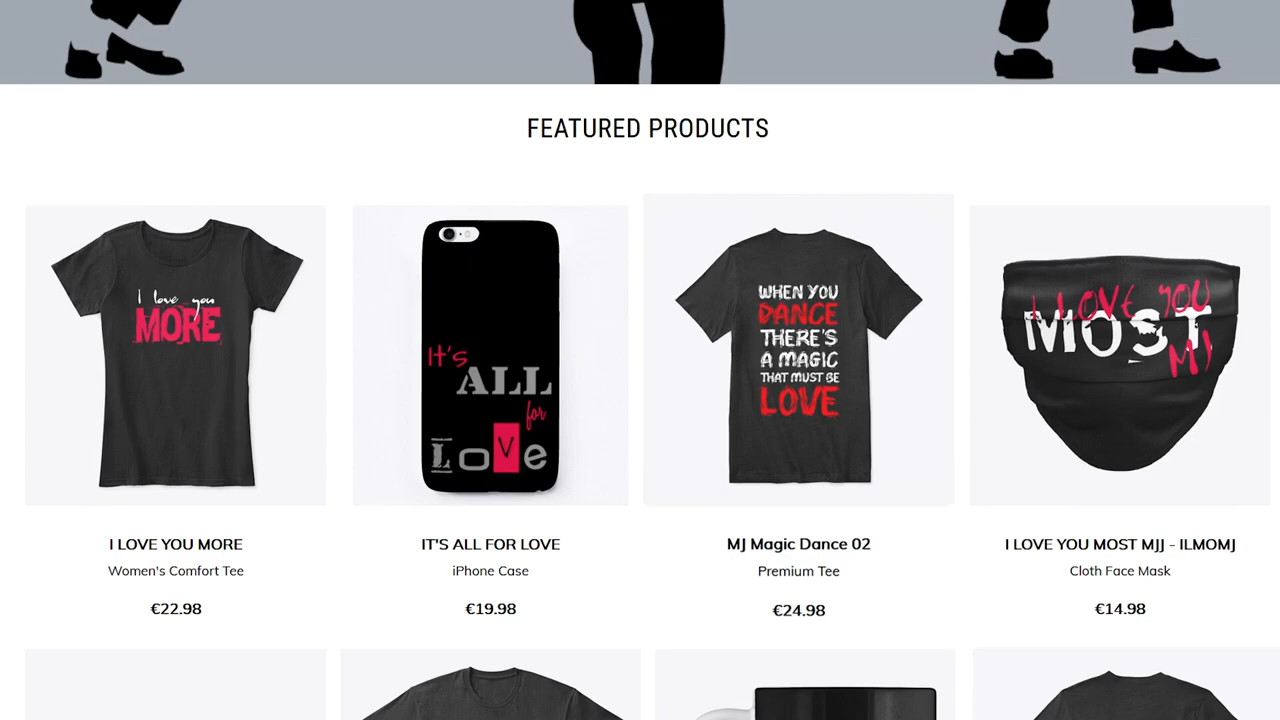 FEATURED PRODUCTS
I love you
MORE
It's
ALL
for
LoVe
WHEN YOU
DANCE
THERE'S
A MAGIC
THAT MUST BE
LOVE
I LOVE YOU
MOST
MJ
I LOVE YOU MORE
Women's Comfort Tee
€22.98
IT'S ALL FOR LOVE
iPhone Case
€19.98
MJ Magic Dance 02
Premium Tee
€24.98
I LOVE YOU MOST MJJ - ILMOMJ
Cloth Face Mask
€14.98